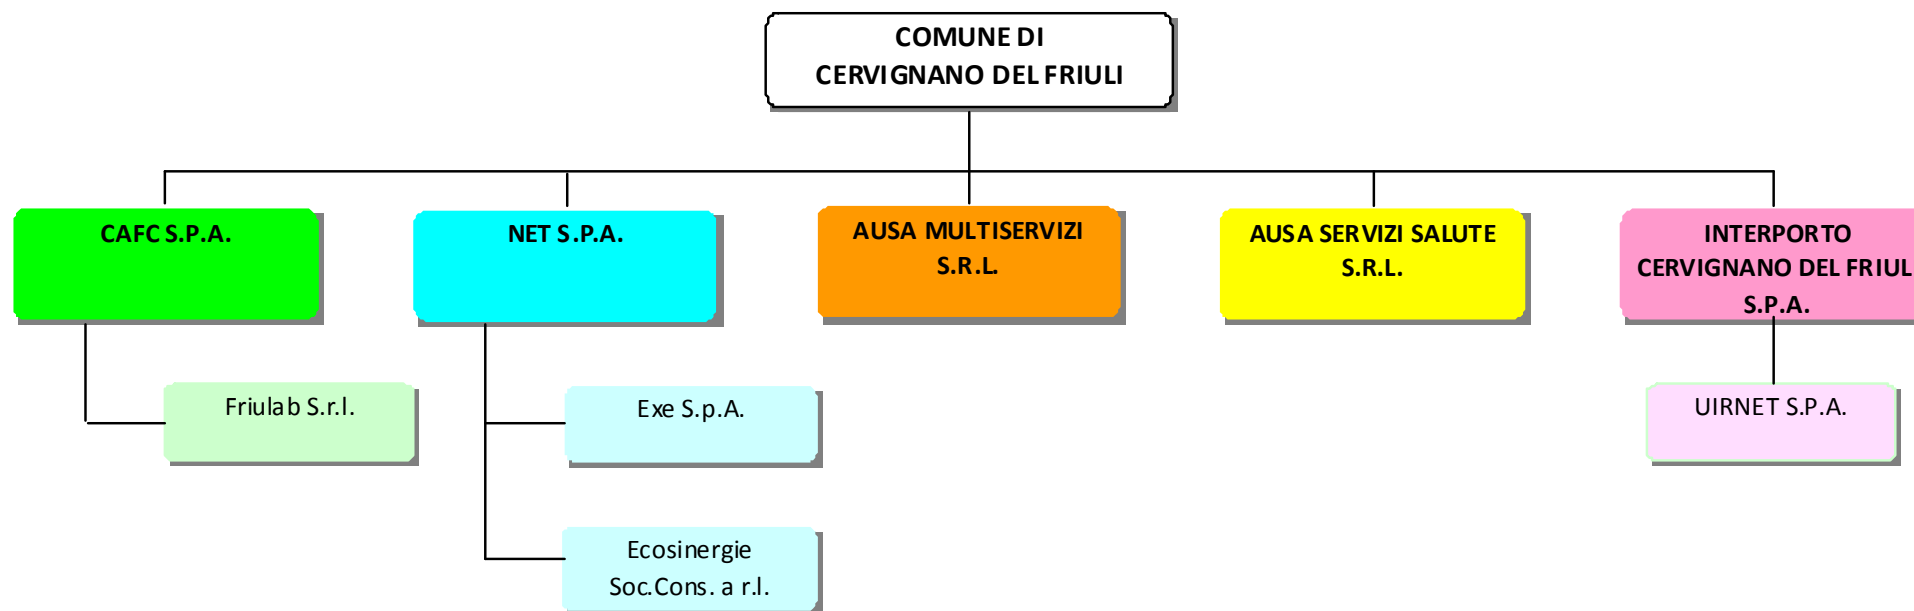 COMUNE DI
CERVIGNANO DEL FRIULI
CAFC S.P.A.
NET S.P.A.
AUSA MULTISERVIZI
S.R.L.
AUSA SERVIZI SALUTE
S.R.L.
INTERPORTO
CERVIGNANO DEL FRIUL
S.P.A.
Friulab S.r.l.
Exe S.p.A.
UIRNET S.P.A.
Ecosinergie
Soc.Cons. a r.l.